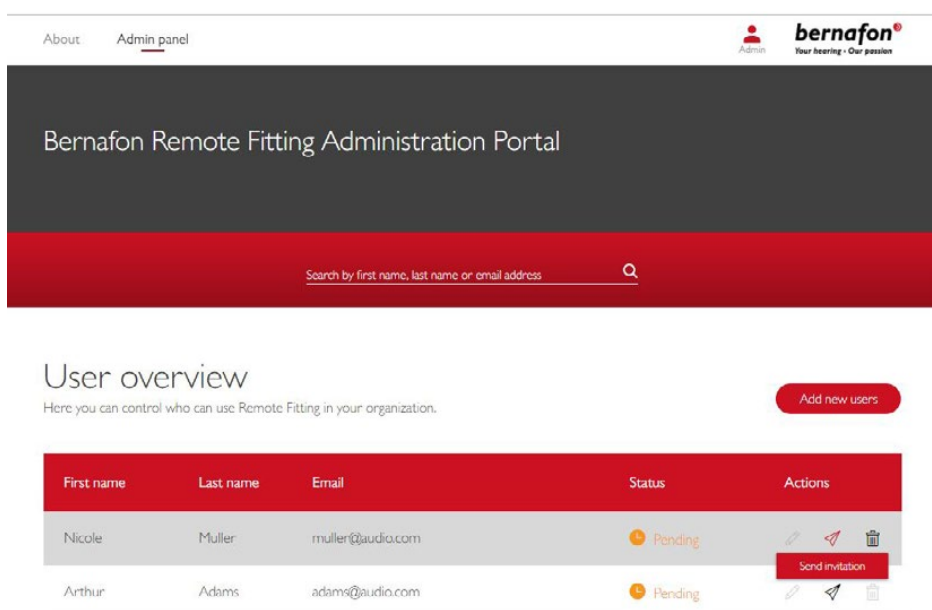 About Admin panel
Admin
bernafon®
Your hearing • Our passion
Bernafon Remote Fitting Administration Portal
Search by first name, last name or email address
User overview
Here you can control who can use Remote Fitting in your organization.
Add new users
First name Last name Email Status Actions
Nicole Muller muller@audio.com Pending
Send invitation
Arthur Adams adams@audio.com Pending